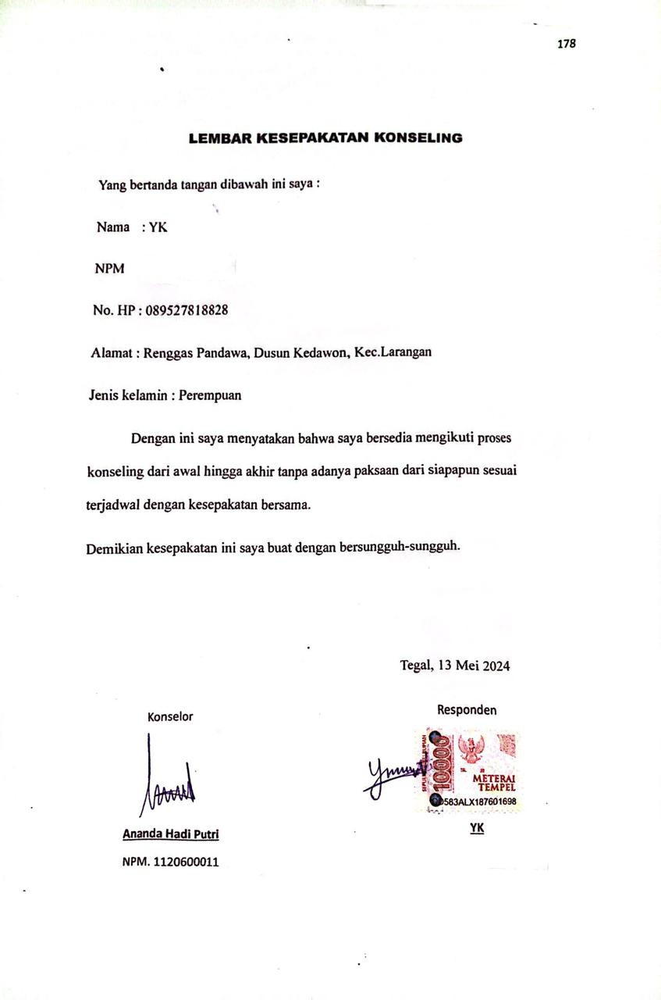 178
LEMBAR KESEPAKATAN KONSELING
Yang bertanda tangan dibawah ini saya :
Nama : YK
NPM
No. HP : 089527818828
Alamat : Renggas Pandawa, Dusun Kedawon, Kec.Larangan
Jenis kelamin : Perempuan
Dengan ini saya menyatakan bahwa saya bersedia mengikuti proses
konseling dari awal hingga akhir tanpa adanya paksaan dari siapapun sesuai
terjadwal dengan kesepakatan bersama.
Demikian kesepakatan ini saya buat dengan bersungguh-sungguh.
Tegal, 13 Mei 2024
Konselor
Responden
10000
METERAI
TEMPEL
583ALX187601698
Ananda Hadi Putri
YK
NPM. 1120600011